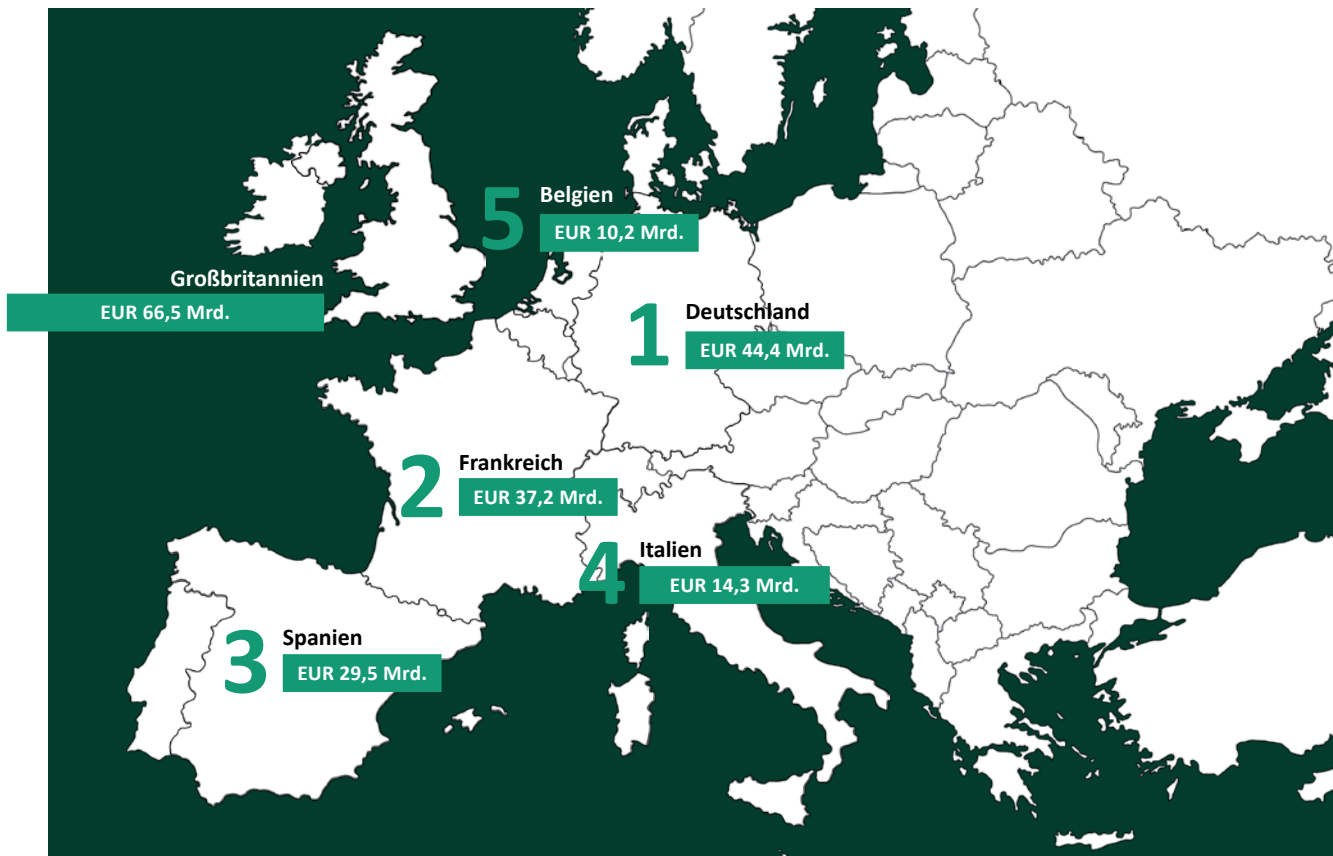 5
Belgien
EUR 10,2 Mrd.
Großbritannien
EUR 66,5 Mrd.
1
Deutschland
EUR 44,4 Mrd.
2
Frankreich
EUR 37,2 Mrd.
4
Italien
EUR 14,3 Mrd.
3
Spanien
EUR 29,5 Mrd.